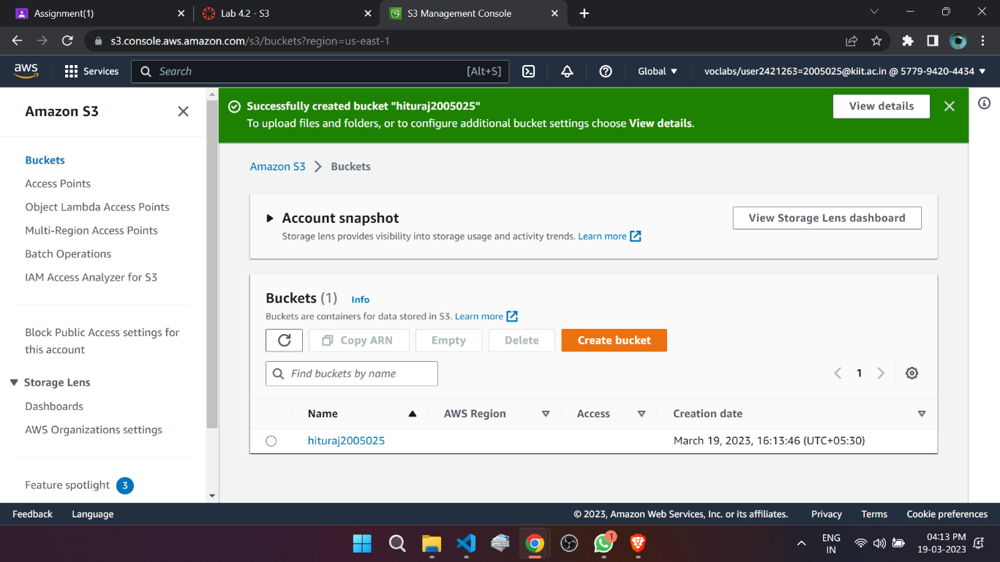 Assignment(1)
Lab 4.2 - S3
S3 Management Console
s3.console.aws.amazon.com/s3/buckets?region=us-east-1
aws
Services
Search
[Alt+S]
Global
voclabs/user2421263=2005025@kiit.ac.in @ 5779-9420-4434
Amazon S3
Buckets
Access Points
Object Lambda Access Points
Multi-Region Access Points
Batch Operations
IAM Access Analyzer for S3
Block Public Access settings for
this account
Storage Lens
Dashboards
AWS Organizations settings
Feature spotlight 3
Successfully created bucket "hituraj2005025"
To upload files and folders, or to configure additional bucket settings choose View details.
View details
Amazon S3 > Buckets
Account snapshot
Storage lens provides visibility into storage usage and activity trends. Learn more
View Storage Lens dashboard
Buckets (1) Info
Buckets are containers for data stored in S3. Learn more
Copy ARN Empty Delete Create bucket
Find buckets by name
1
Name AWS Region Access Creation date
hituraj2005025 March 19, 2023, 16:13:46 (UTC+05:30)
Feedback Language © 2023, Amazon Web Services, Inc. or its affiliates. Privacy Terms Cookie preferences
1
ENG
IN
04:13 PM
19-03-2023